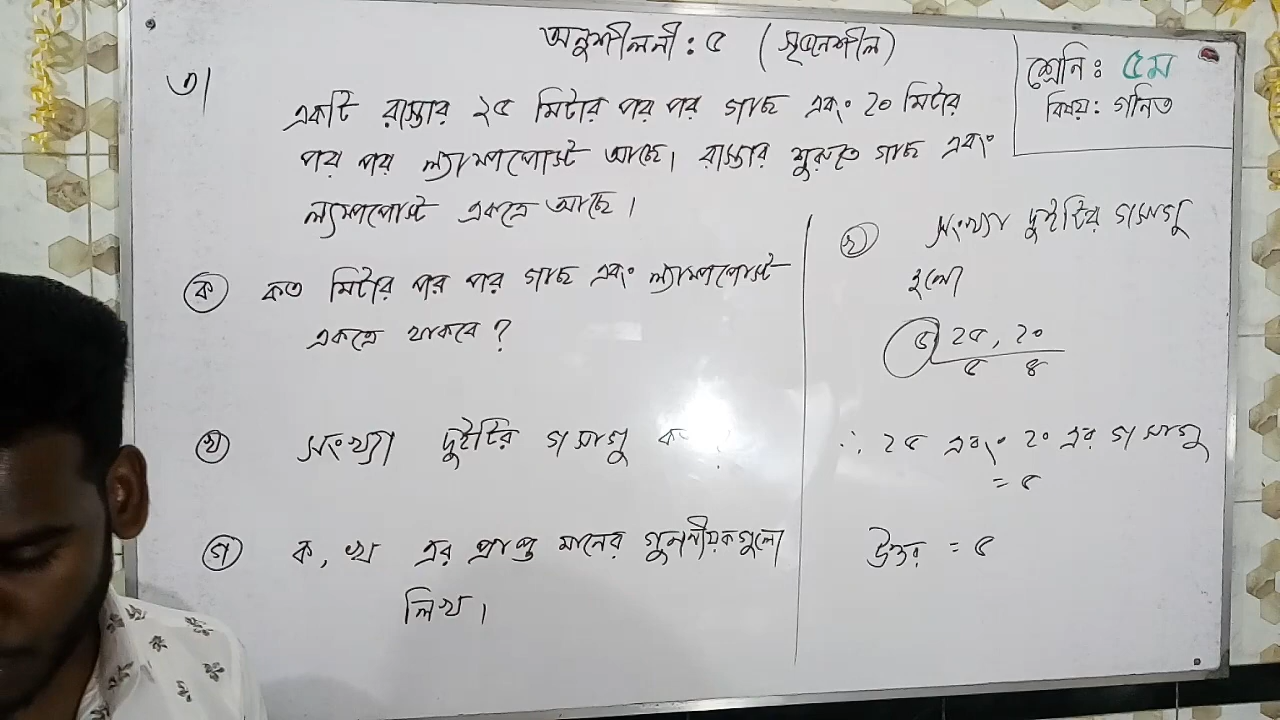 অনুশীলনী : ৫ (সৃজনশীল)
শ্রেনি : ৫ম
বিষয় : গনিত
৩। একটি রাস্তার ২৫ মিটার পর পর গাছ এবং ২০ মিটার
পর পর ল্যাম্পপোস্ট আছে। রাস্তার শুরুতে গাছ এবং
ল্যাম্পপোস্ট একত্রে আছে।
ক কত মিটার পর পর গাছ এবং ল্যাম্পপোস্ট
একত্রে থাকবে ?
খ সংখ্যা দুইটির গসাগু
গ ক, খ এর প্রাপ্ত মানের গুননীয়কগুলো
লিখ।
খ সংখ্যা দুইটির গসাগু
হলো
৫ ২৫, ২০
৫ ৪
∴ ২৫ এবং ২০ এর গসাগু
= ৫
উত্তর = ৫